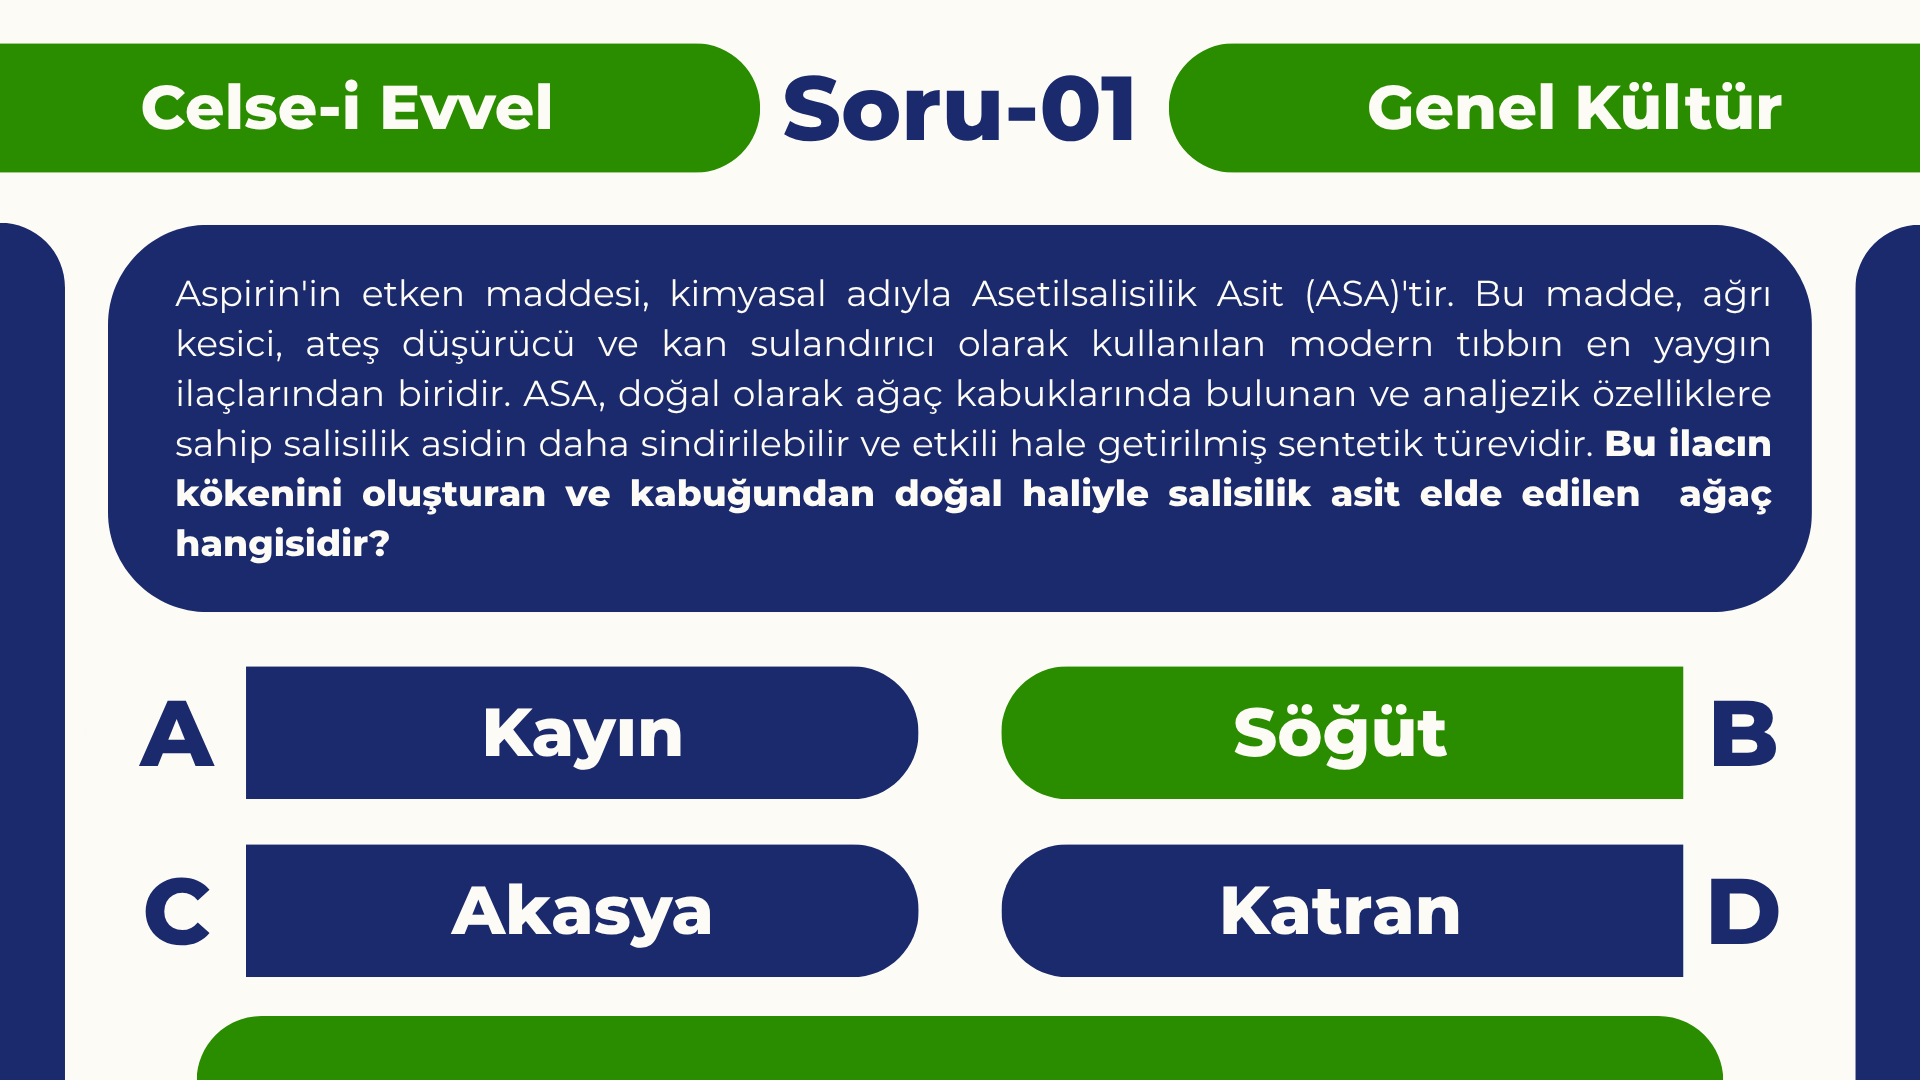 Celse-i Evvel
Soru-01
Genel Kültür
Aspirin'in etken maddesi, kimyasal adıyla Asetilsalisilik Asit (ASA)'tir. Bu madde, ağrı
kesici, ateş düşürücü ve kan sulandırıcı olarak kullanılan modern tıbbın en yaygın
ilaçlarından biridir. ASA, doğal olarak ağaç kabuklarında bulunan ve analjezik özelliklere
sahip salisilik asidin daha sindirilebilir ve etkili hale getirilmiş sentetik türevidir. Bu ilacın
kökenini oluşturan ve kabuğundan doğal haliyle salisilik asit elde edilen ağaç
hangisidir?
A Kayın
Söğüt B
C Akasya
Katran D